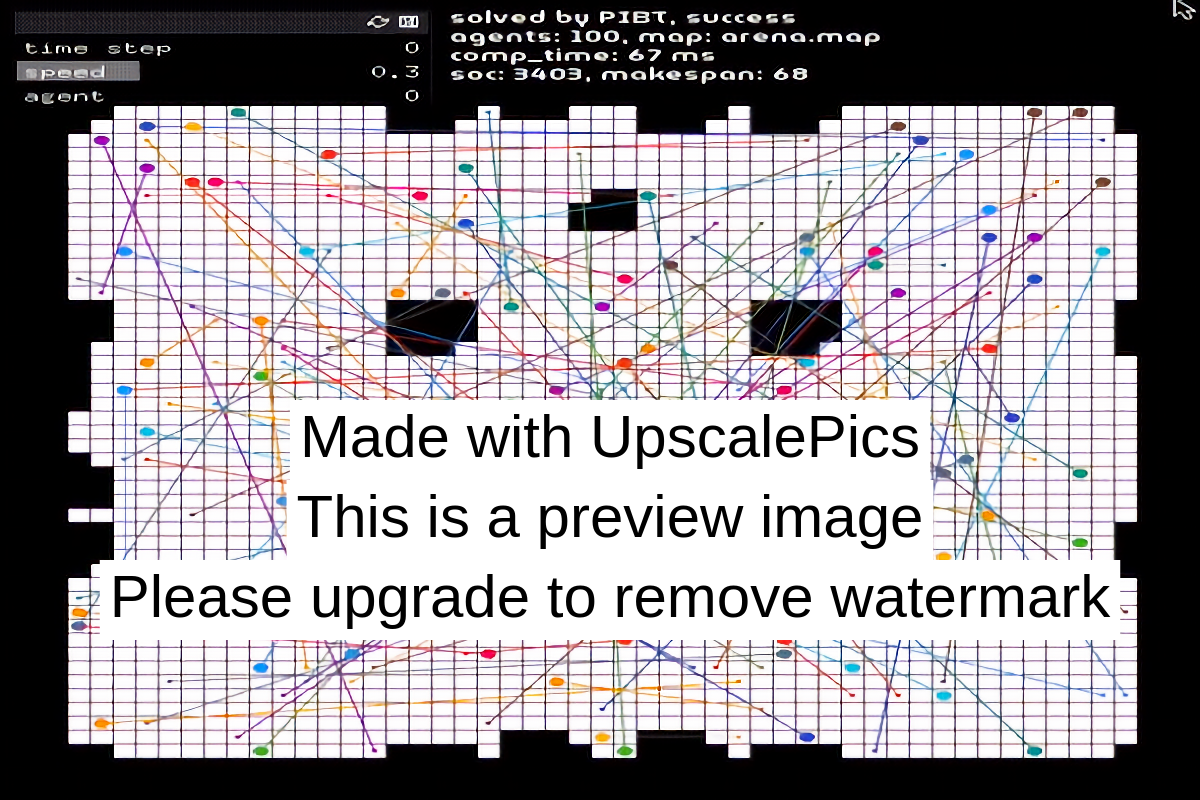 solved by PIBT, success
agents: 100, map: arena.map
time step 0
comp_time: 67 ms
speed 0.3
soc: 3403, makespan: 68
agent 0
Made with UpscalePics
This is a preview image
Please upgrade to remove watermark